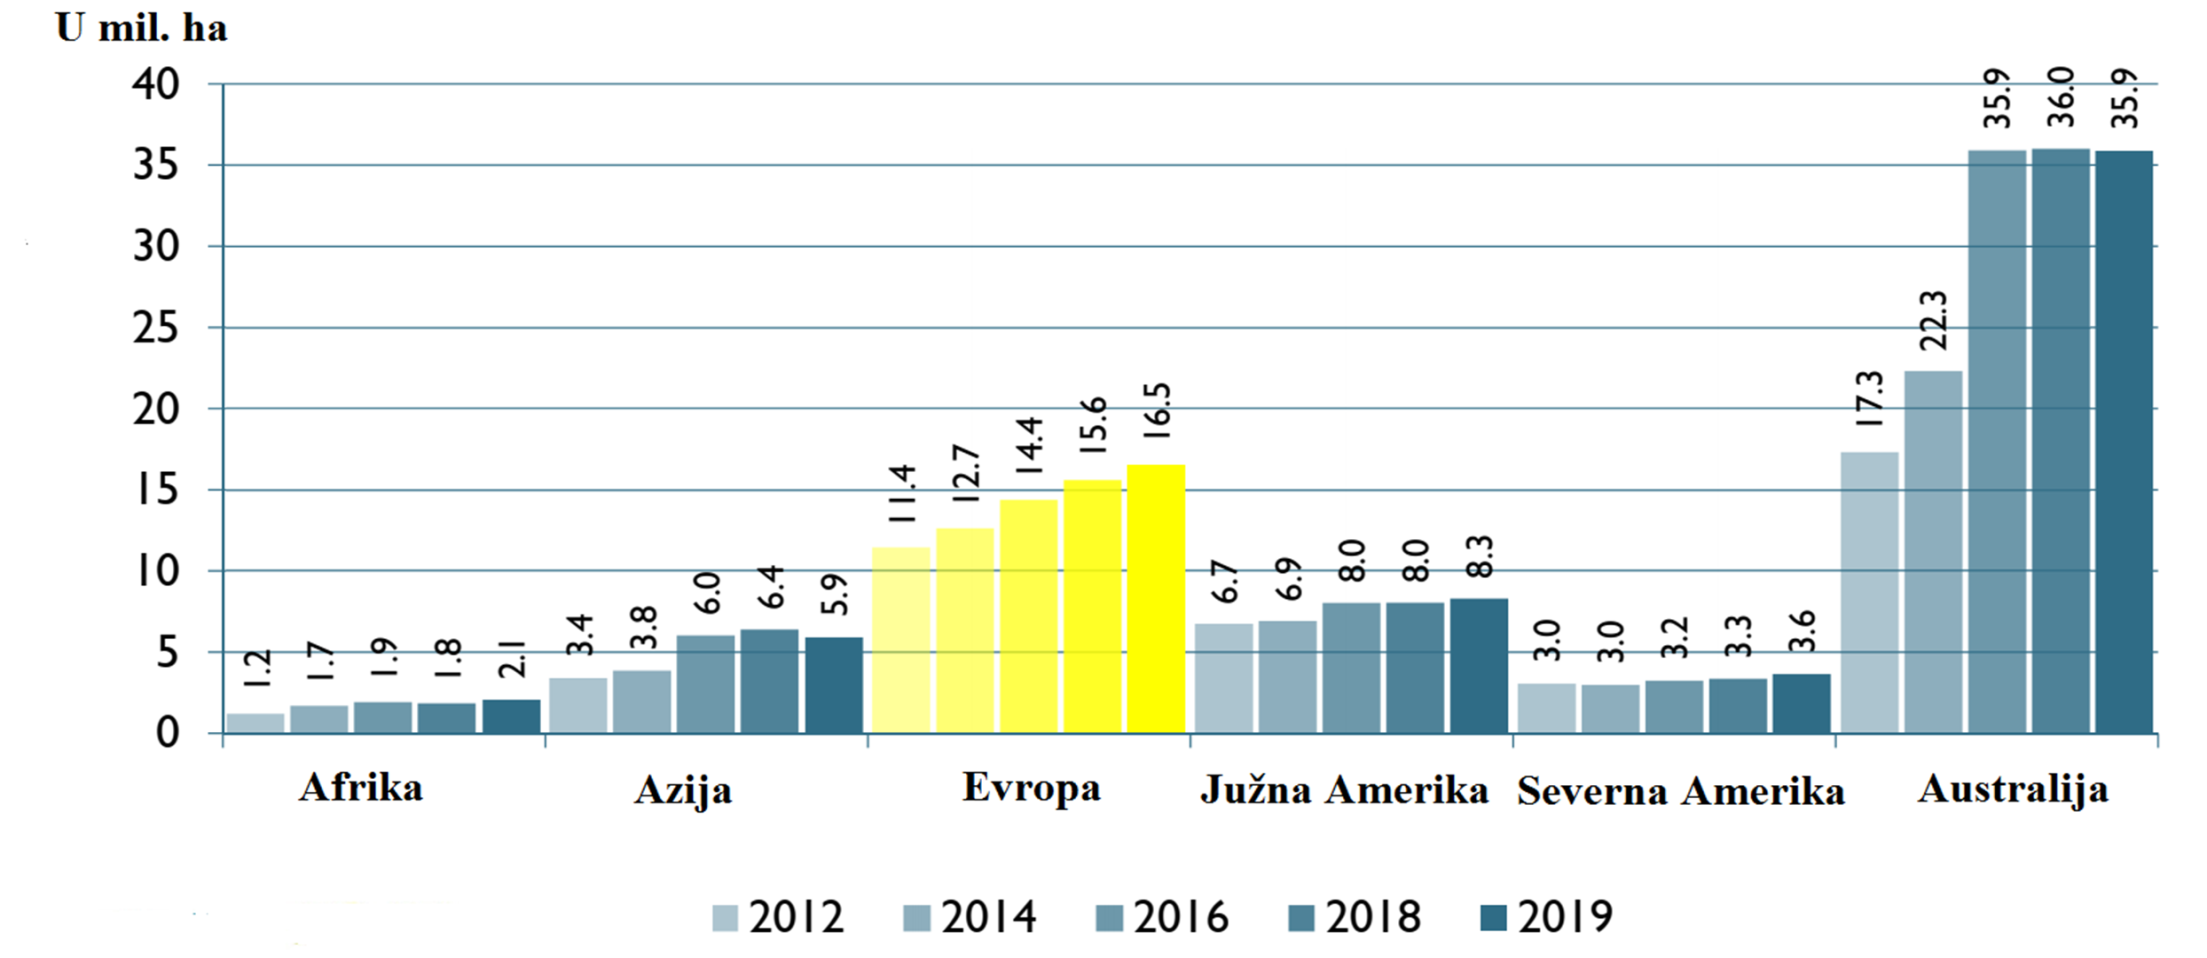 U mil. ha
40
35
30
25
20
15
10
5
0
1.2 1.7 1.9 1.8 2.1
3.4 3.8 6.0 6.4 5.9
11.4 12.7 14.4 15.6 16.5
6.7 6.9 8.0 8.0 8.3
3.0 3.0 3.2 3.3 3.6
17.3 22.3 35.9 36.0 35.9
Afrika Azija Evropa Južna Amerika Severna Amerika Australija
2012 2014 2016 2018 2019